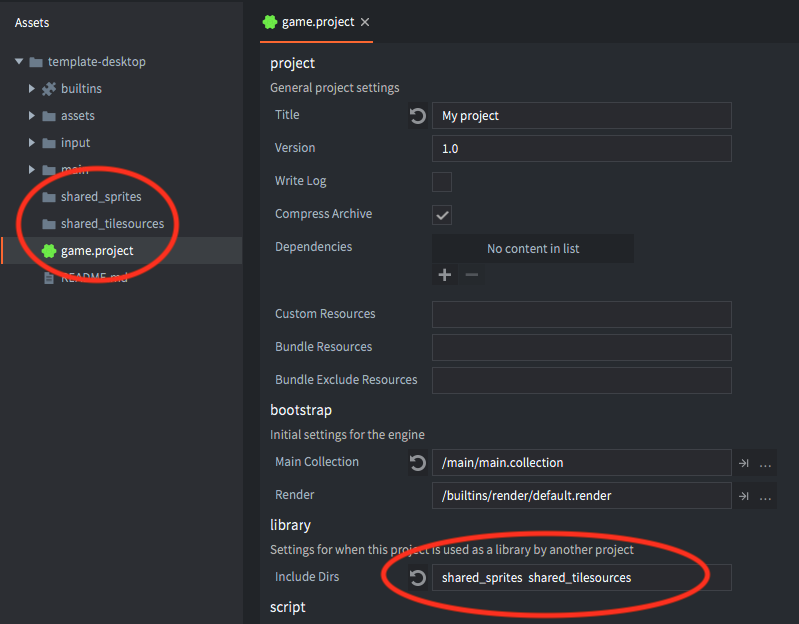 Assets
template-desktop
builtins
assets
input
main
shared_sprites
shared_tilesources
game.project
README.md
game.project
project
General project settings
Title My project
Version 1.0
Write Log
Compress Archive
Dependencies No content in list
Custom Resources
Bundle Resources
Bundle Exclude Resources
bootstrap
Initial settings for the engine
Main Collection /main/main.collection ...
Render /builtins/render/default.render ...
library
Settings for when this project is used as a library by another project
Include Dirs shared_sprites shared_tilesources
script